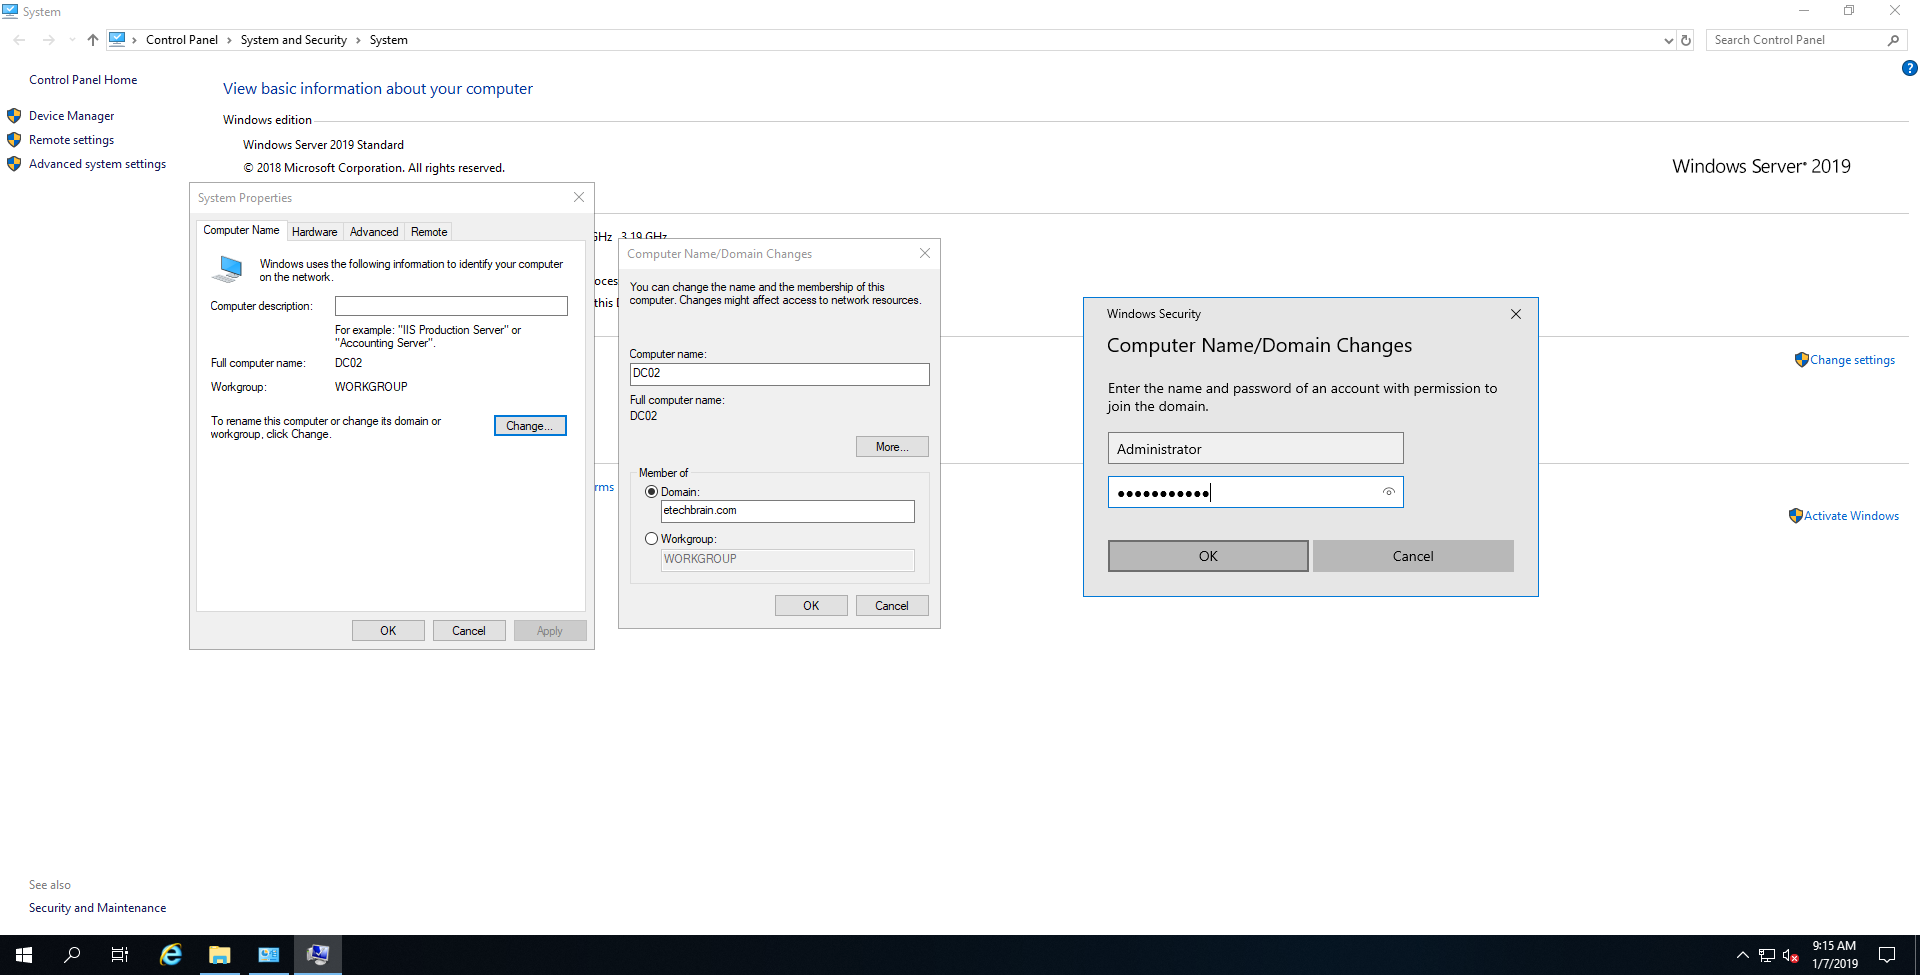 System
Control Panel > System and Security > System
Search Control Panel
Control Panel Home
Device Manager
Remote settings
Advanced system settings
See also
Security and Maintenance
View basic information about your computer
Windows edition
Windows Server 2019 Standard
© 2018 Microsoft Corporation. All rights reserved.
Windows Server® 2019
GHz 3.19 GHz
this
rms
Change settings
Activate Windows
System Properties
Computer Name
Hardware
Advanced
Remote
Windows uses the following information to identify your computer
on the network.
Computer description:
For example: "IIS Production Server" or
"Accounting Server".
Full computer name:
DC02
Workgroup:
WORKGROUP
To rename this computer or change its domain or
workgroup, click Change.
Change...
OK
Cancel
Apply
Computer Name/Domain Changes
You can change the name and the membership of this
computer. Changes might affect access to network resources.
Computer name:
DC02
Full computer name:
DC02
More...
Member of
Domain:
etechbrain.com
Workgroup:
WORKGROUP
OK
Cancel
Windows Security
Computer Name/Domain Changes
Enter the name and password of an account with permission to
join the domain.
Administrator
●●●●●●●●●●●
OK
Cancel
9:15 AM
1/7/2019